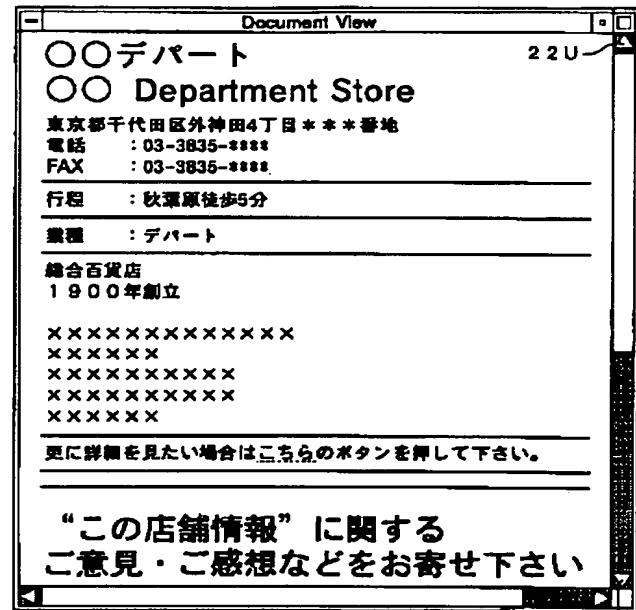 Document View
○○デパート
22U
○○ Department Store
東京都千代田区外神田4丁目＊＊＊番地
電話 ：03-3835-****
FAX ：03-3835-****
行程 ：秋葉原徒歩5分
業種 ：デパート
総合百貨店
１９００年創立
×××××××××××××
××××××
××××××××××
××××××××××
××××××
更に詳細を見たい場合はこちらのボタンを押して下さい。
“この店舗情報”に関する
ご意見・ご感想などをお寄せ下さい